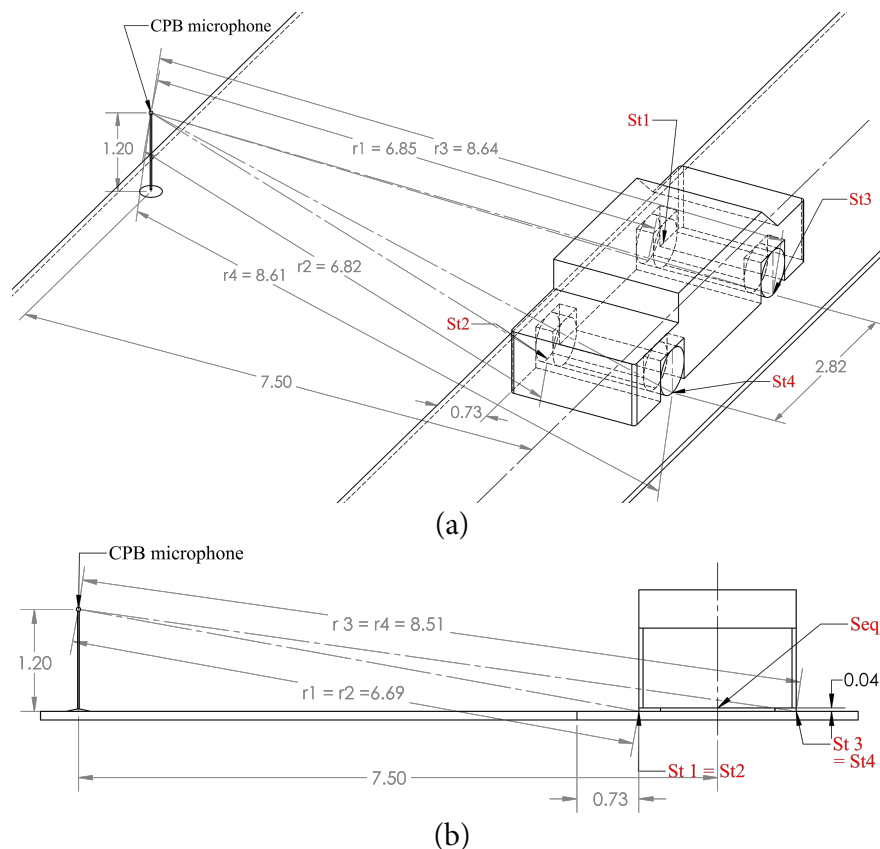 CPB microphone
St1
1.20
r1 = 6.85
r3 = 8.64
St3
r4 = 8.61
r2 = 6.82
St2
2.82
7.50
0.73
St4
(a)
CPB microphone
r 3 = r4 = 8.51
Seq
1.20
0.04
r1 = r2=6.69
St 3
= St4
St 1 = St2
7.50
0.73
(b)